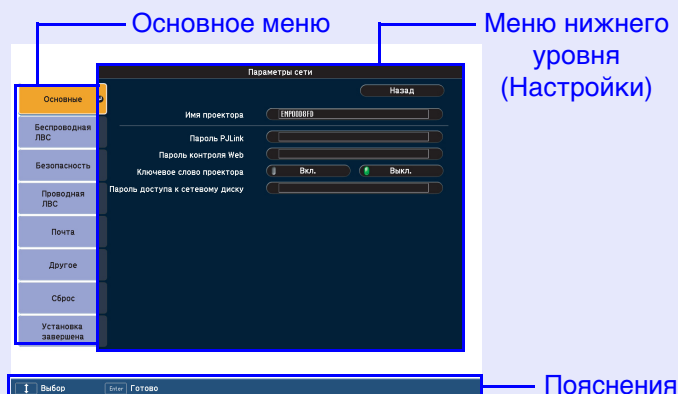 Основное меню
Меню нижнего
уровня
(Настройки)
Параметры сети
Назад
Основные
Беспроводная
ЛВС
Безопасность
Проводная
ЛВС
Почта
Другое
Сброс
Установка
завершена
Имя проектора EMP00D8F0
Пароль PJLink
Пароль контроля Web
Ключевое слово проектора Вкл. Выкл.
Пароль доступа к сетевому диску
Выбор Enter Готово
Пояснения